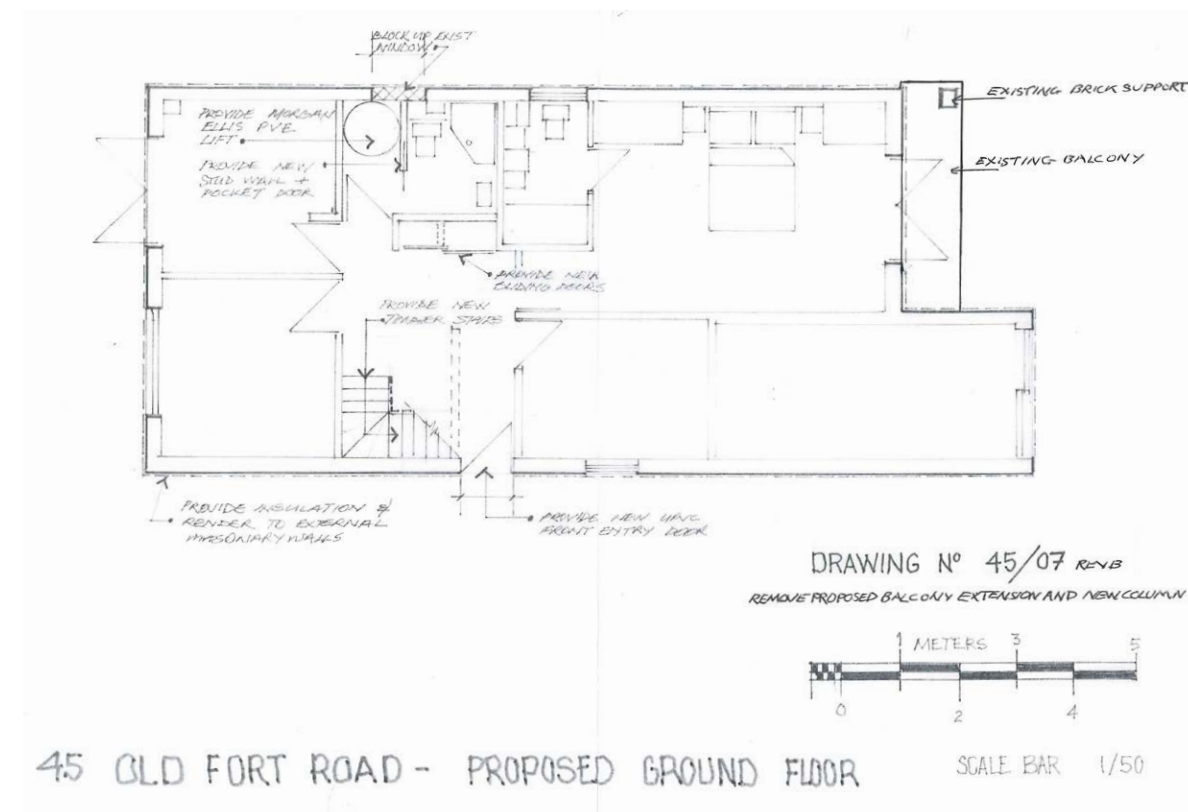 BLOCK UP EXIST
WINDOW
EXISTING BRICK SUPPORT
PROVIDE MORGAN
ELLIS PVE
LIFT
EXISTING BALCONY
PROVIDE NEW
STUD WALL +
POCKET DOOR
PROVIDE NEW
SLIDING DOORS
PROVIDE NEW
TIMBER STAIRS
PROVIDE INSULATION &
RENDER TO EXTERNAL
MASONARY WALLS
PROVIDE NEW UPVC
FRONT ENTRY DOOR
DRAWING Nº 45/07 REVB
REMOVE PROPOSED BALCONY EXTENSION AND NEW COLUMN
1 METERS 3 5
0 2 4
45 OLD FORT ROAD - PROPOSED GROUND FLOOR
SCALE BAR 1/50